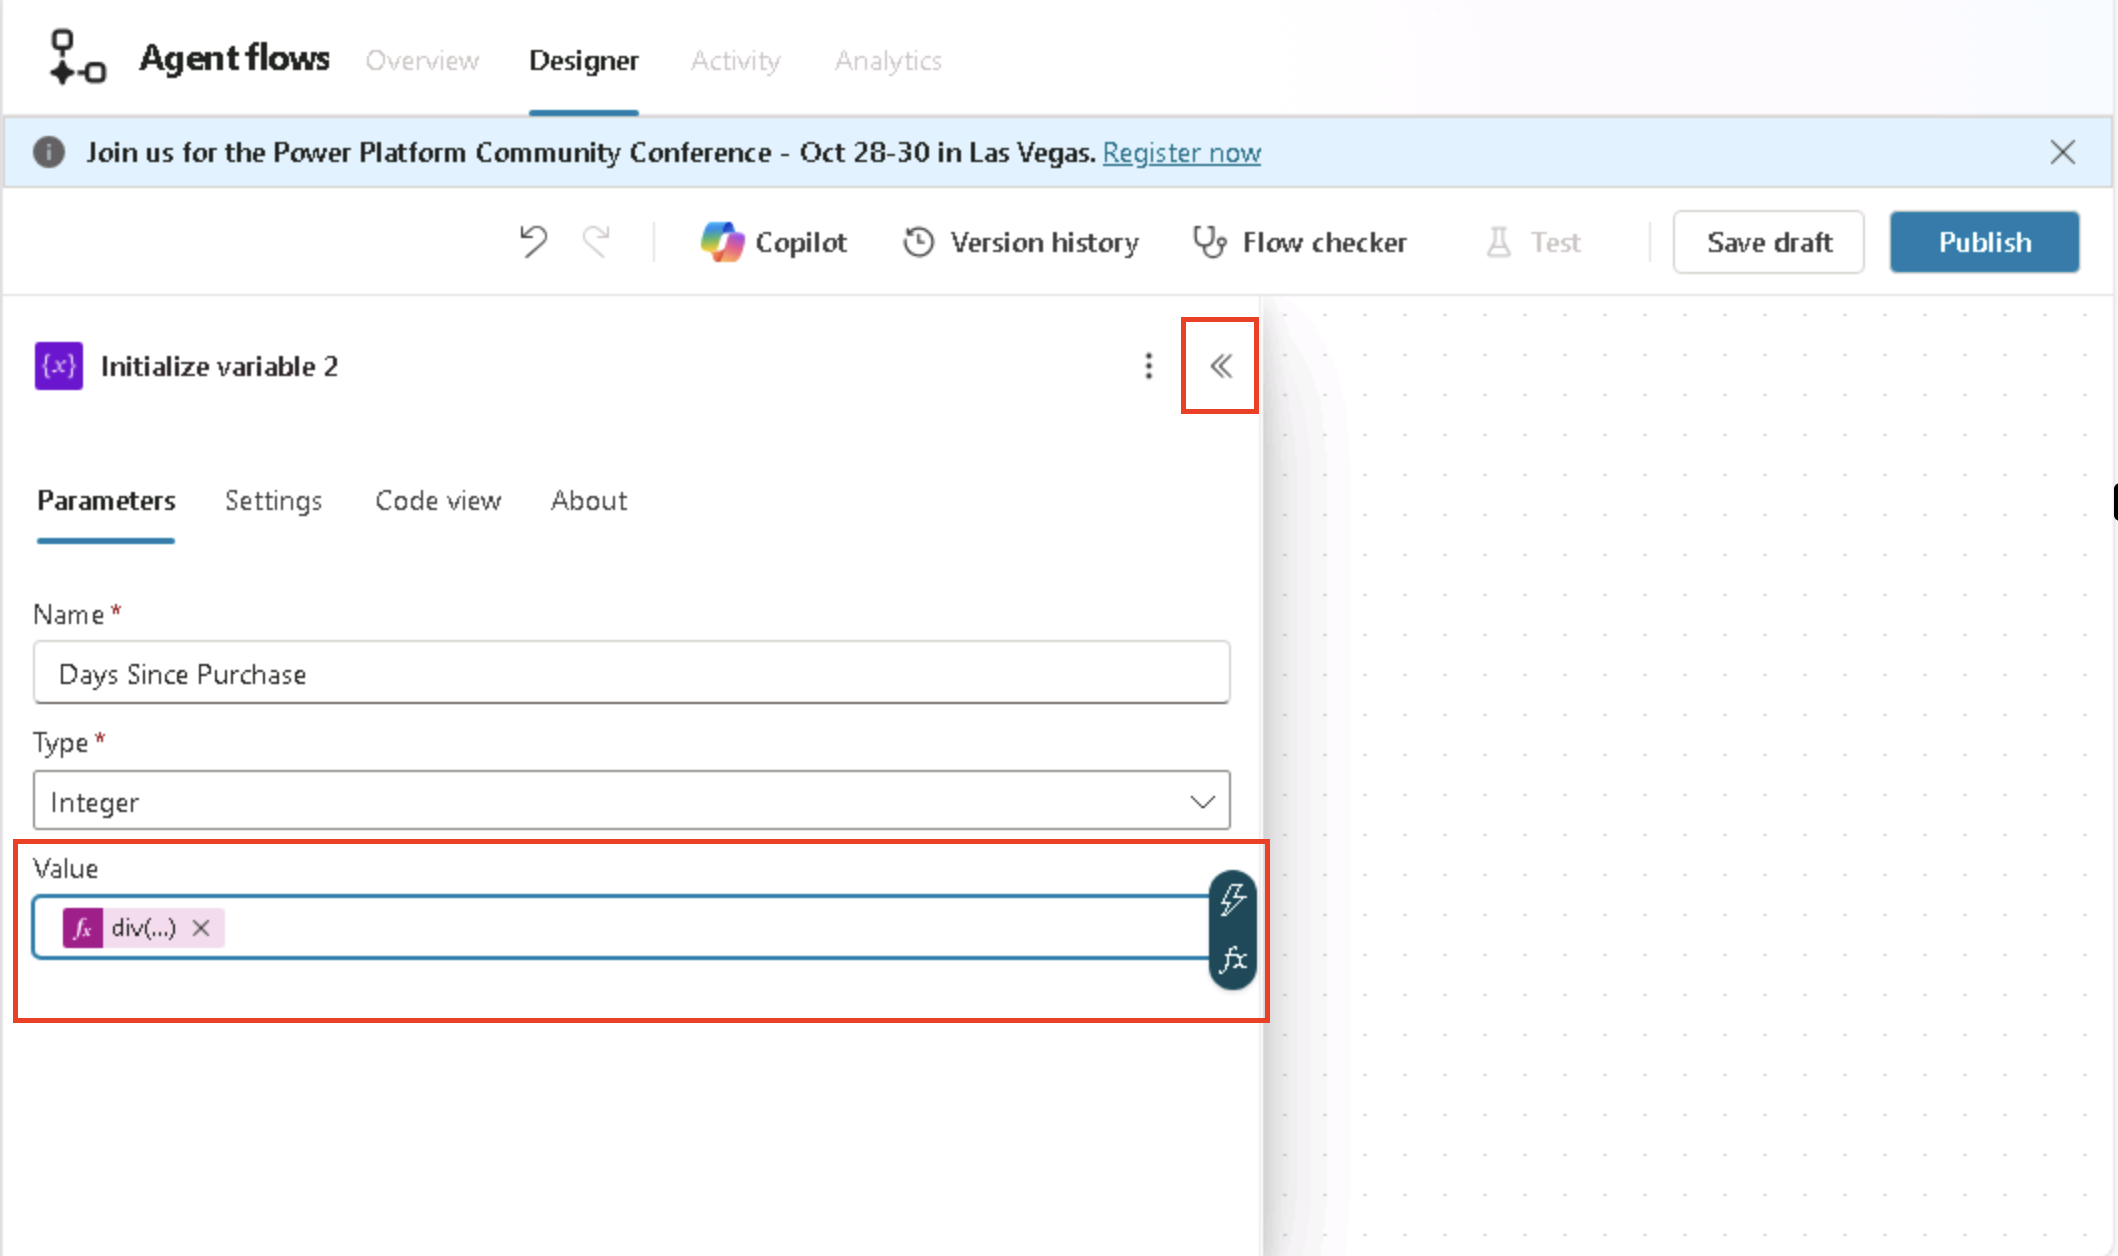 Agent flows Overview Designer Activity Analytics
Join us for the Power Platform Community Conference - Oct 28-30 in Las Vegas. Register now
Copilot Version history Flow checker Test Save draft Publish
{x} Initialize variable 2
Parameters Settings Code view About
Name *
Days Since Purchase
Type *
Integer
Value
fx div(...)
fx